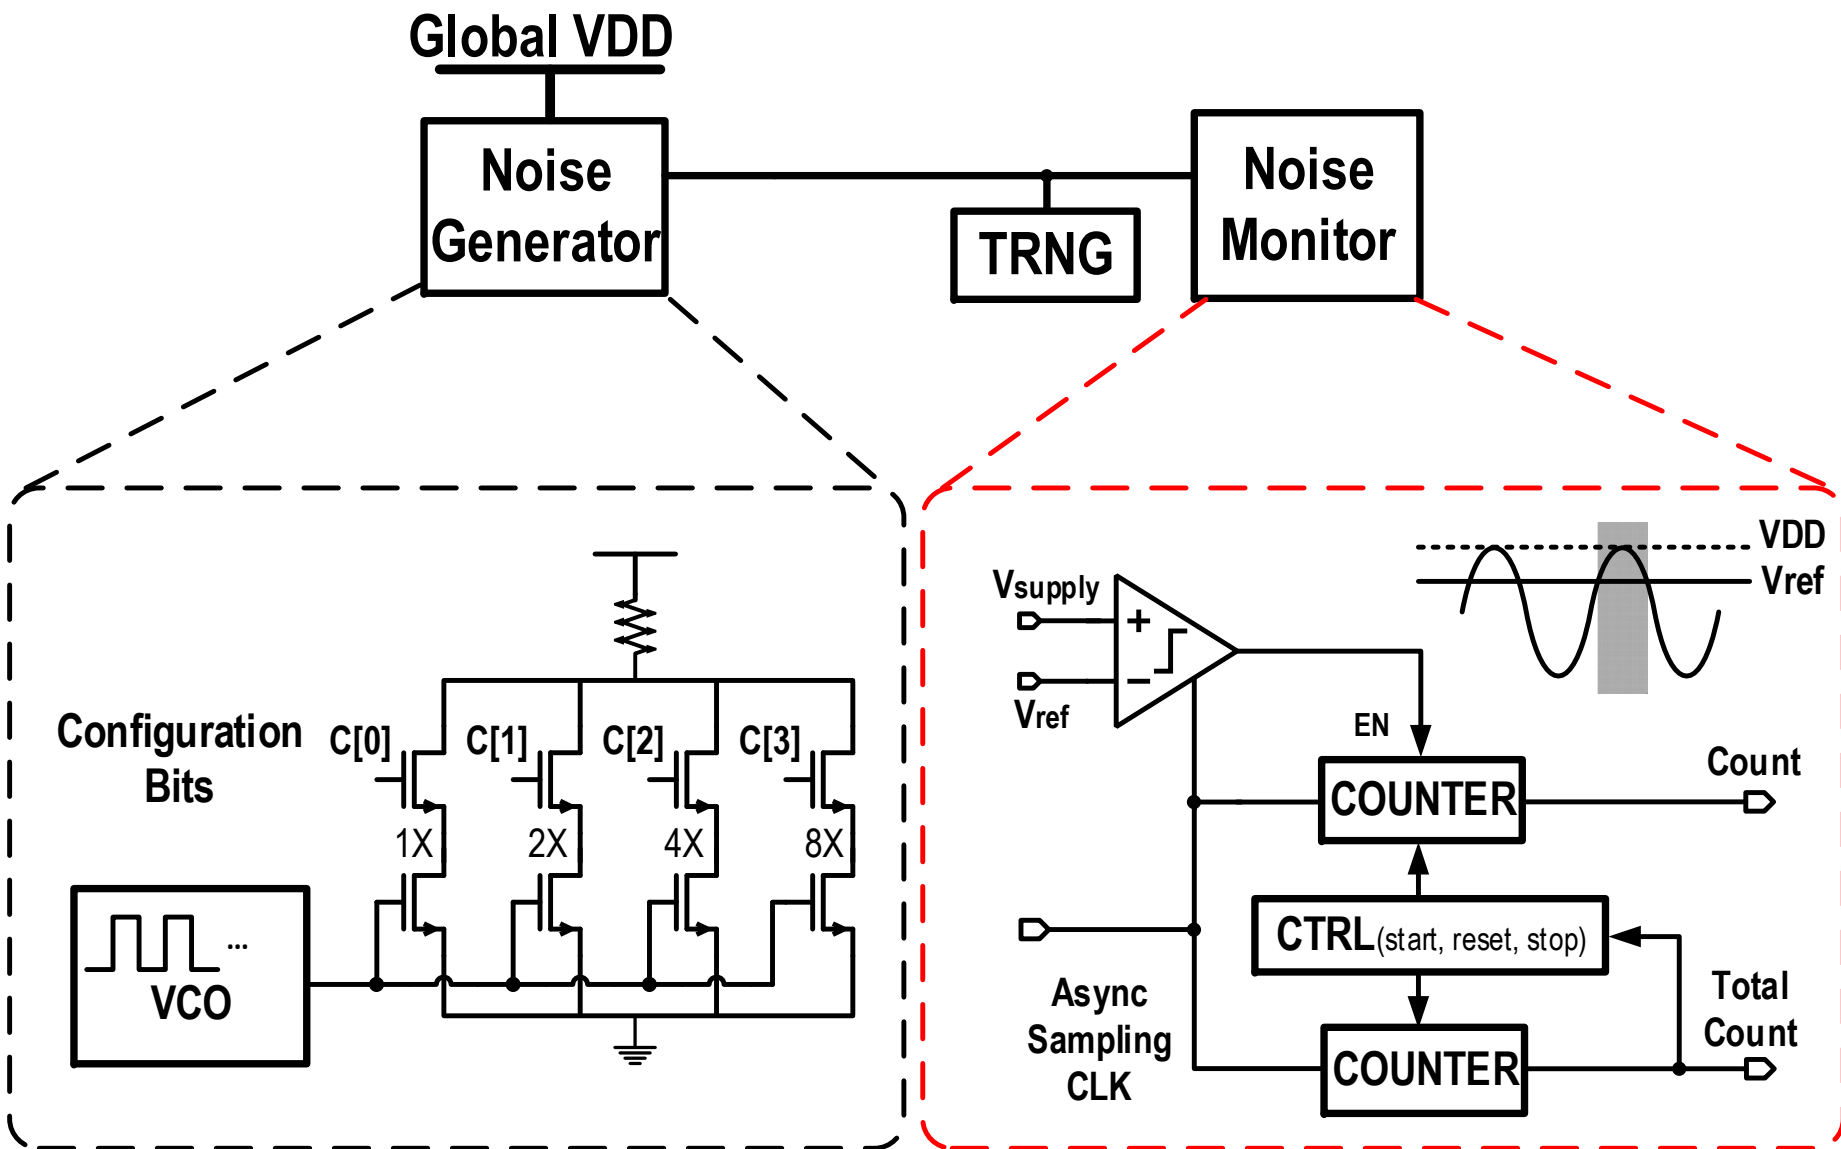 Global VDD
Noise
Generator
TRNG
Noise
Monitor
Configuration
Bits
C[0]
C[1]
C[2]
C[3]
1X
2X
4X
8X
...
VCO
VDD
Vref
Vsupply
+
−
Vref
EN
COUNTER
Count
CTRL(start, reset, stop)
Async
Sampling
CLK
COUNTER
Total
Count